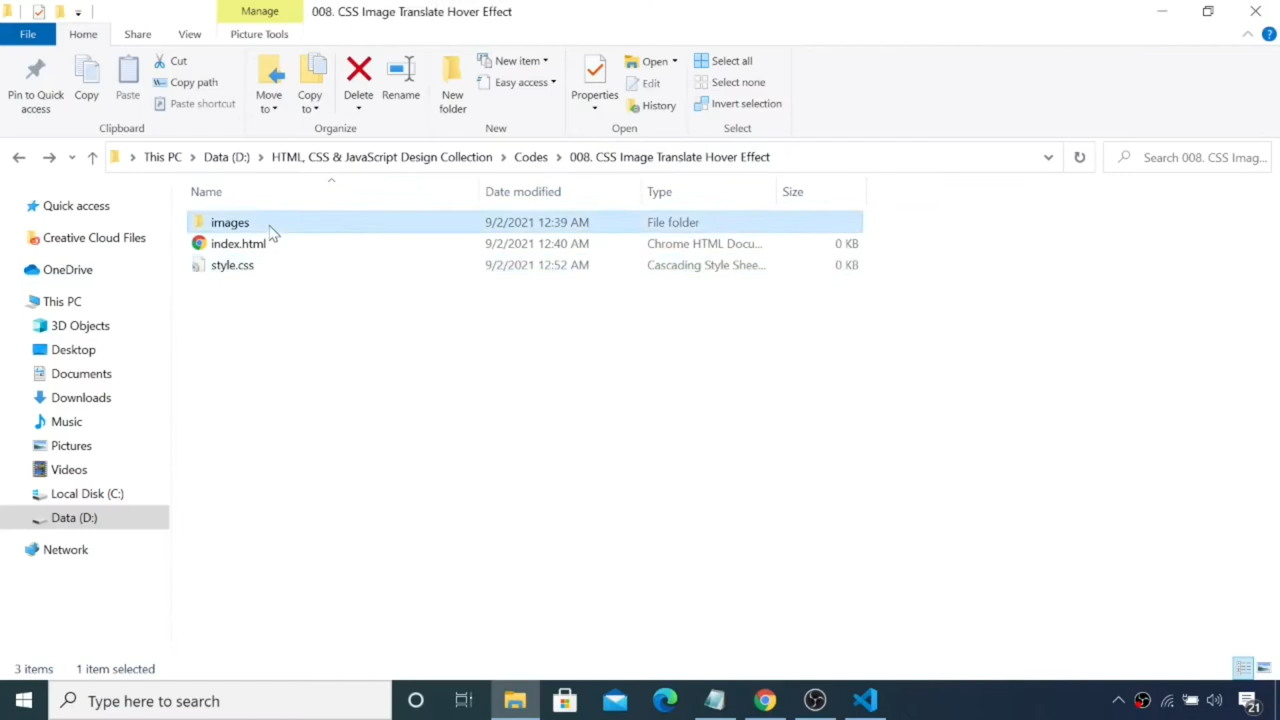 Manage
008. CSS Image Translate Hover Effect
File
Home
Share
View
Picture Tools
Pin to Quick access
Copy
Paste
Cut
Copy path
Paste shortcut
Clipboard
Move to
Copy to
Delete
Rename
Organize
New folder
New item
Easy access
New
Properties
Open
Edit
History
Open
Select all
Select none
Invert selection
Select
This PC
Data (D:)
HTML, CSS & JavaScript Design Collection
Codes
008. CSS Image Translate Hover Effect
Search 008. CSS Imag...
Name
Date modified
Type
Size
images 9/2/2021 12:39 AM File folder
index.html 9/2/2021 12:40 AM Chrome HTML Docu... 0 KB
style.css 9/2/2021 12:52 AM Cascading Style Shee... 0 KB
Quick access
Creative Cloud Files
OneDrive
This PC
3D Objects
Desktop
Documents
Downloads
Music
Pictures
Videos
Local Disk (C:)
Data (D:)
Network
3 items 1 item selected
Type here to search
21